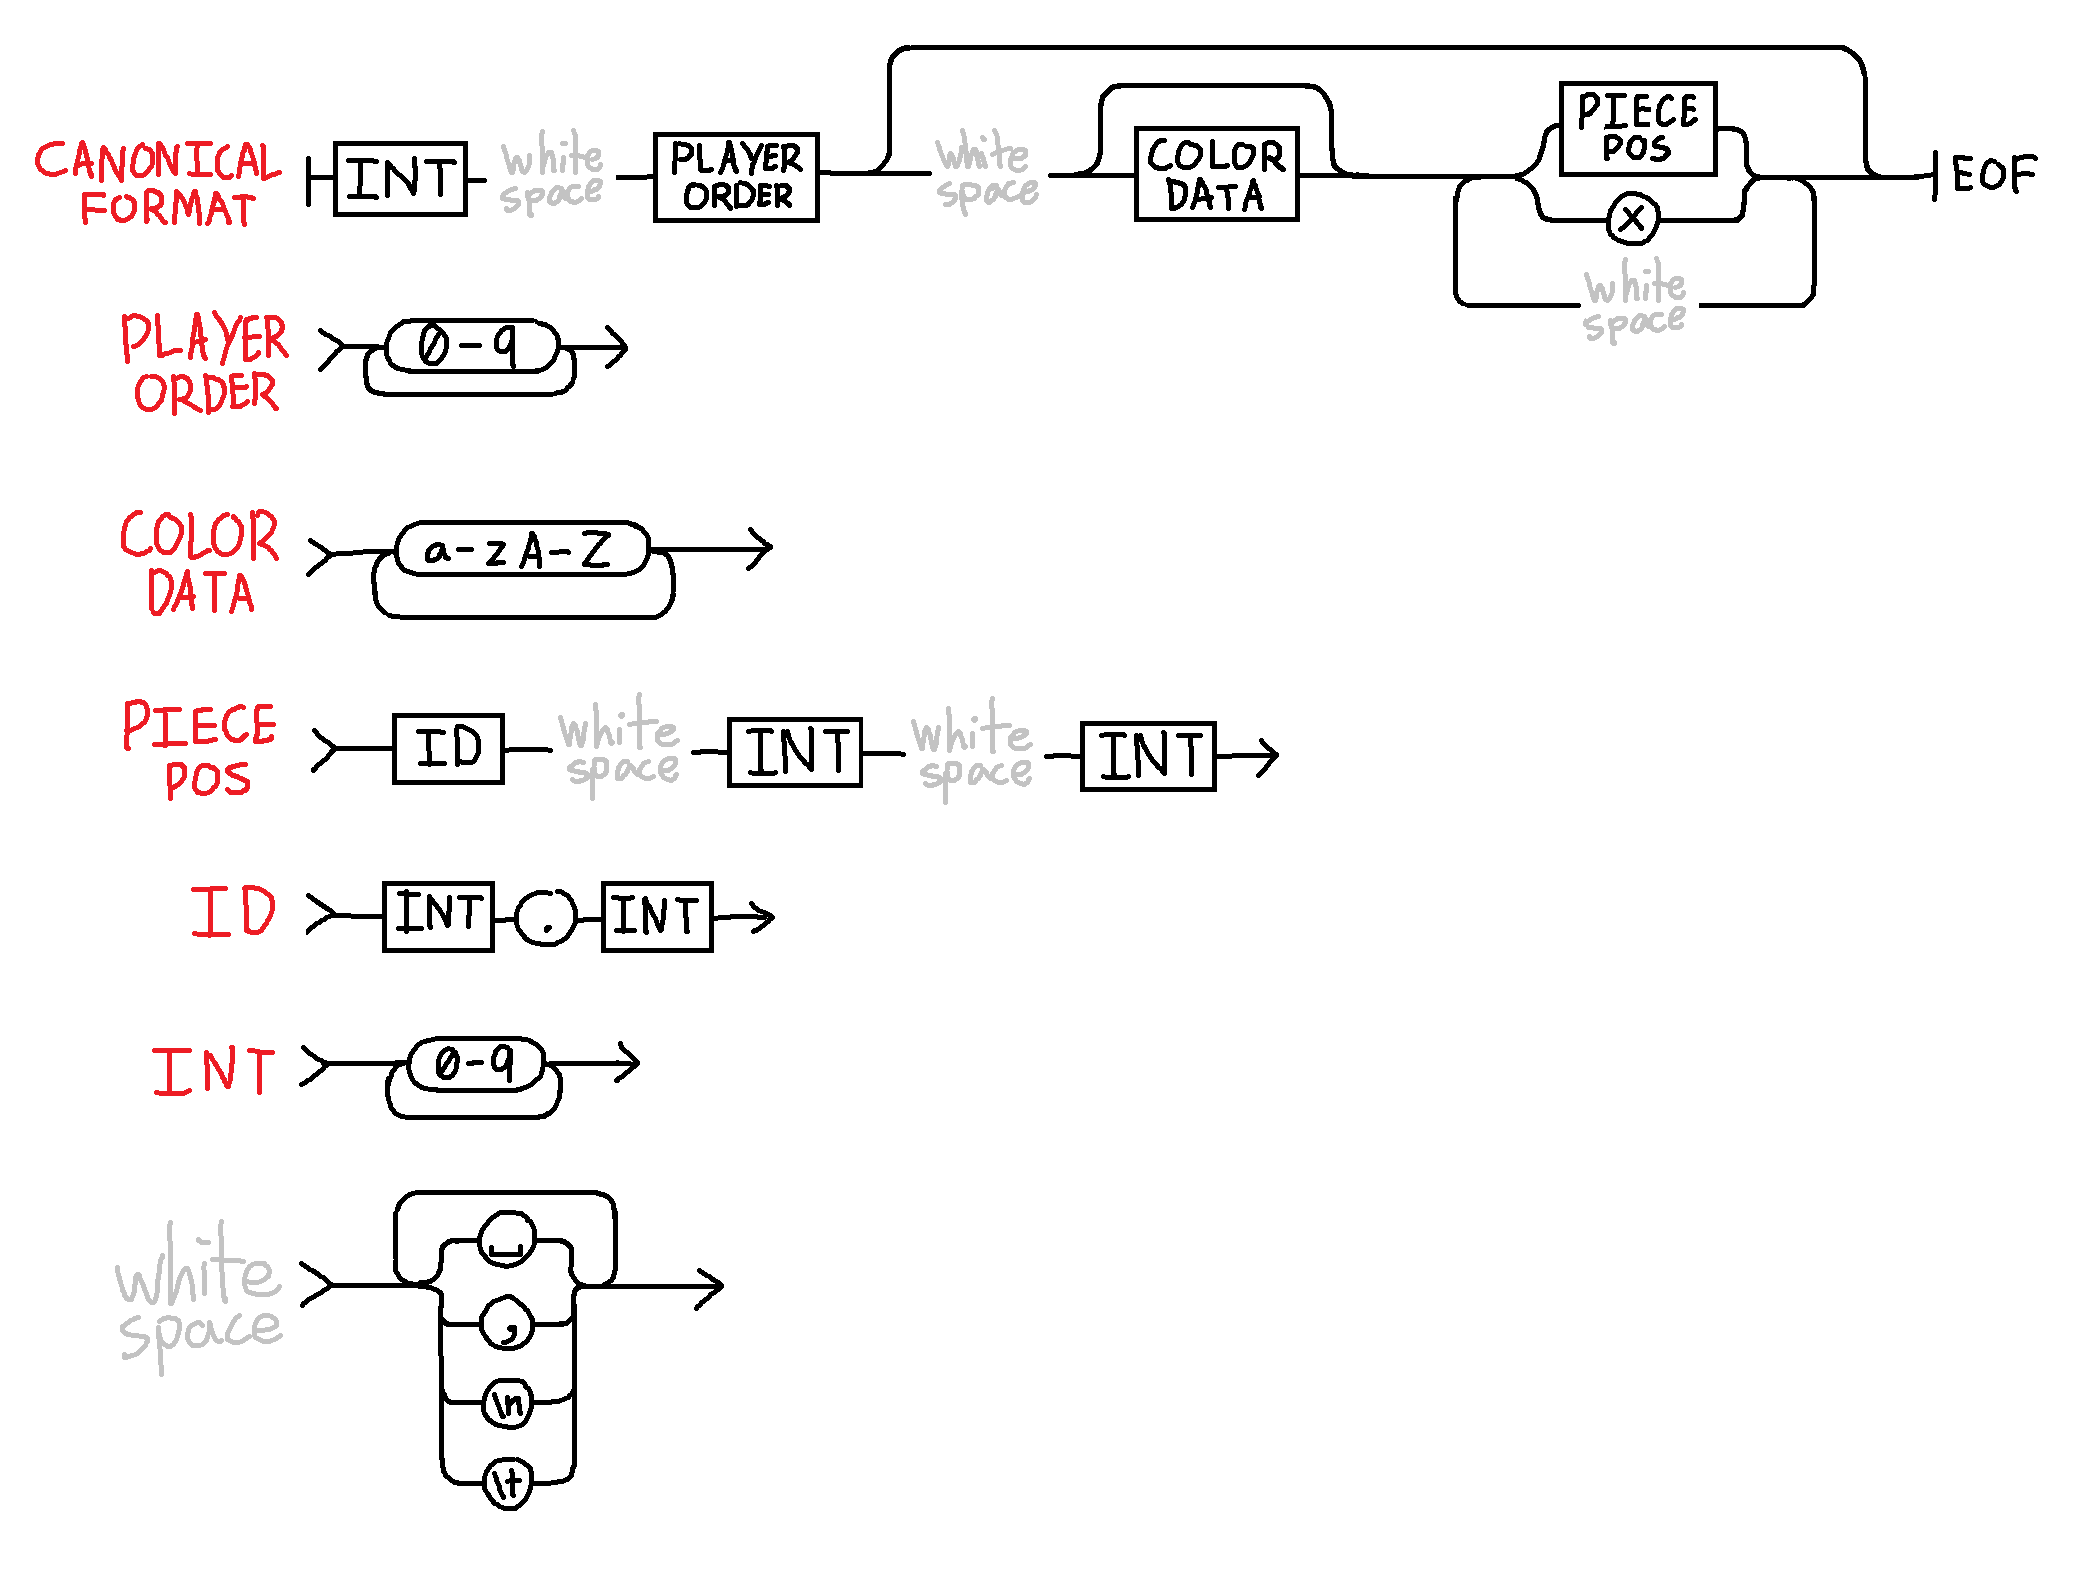 CANONICAL
FORMAT
INT
white
space
PLAYER
ORDER
white
space
COLOR
DATA
PIECE
POS
X
white
space
EOF
PLAYER
ORDER
0-9
COLOR
DATA
a-z A-Z
PIECE
POS
ID
white
space
INT
white
space
INT
ID
INT
.
INT
INT
0-9
white
space
␣
,
\n
\t